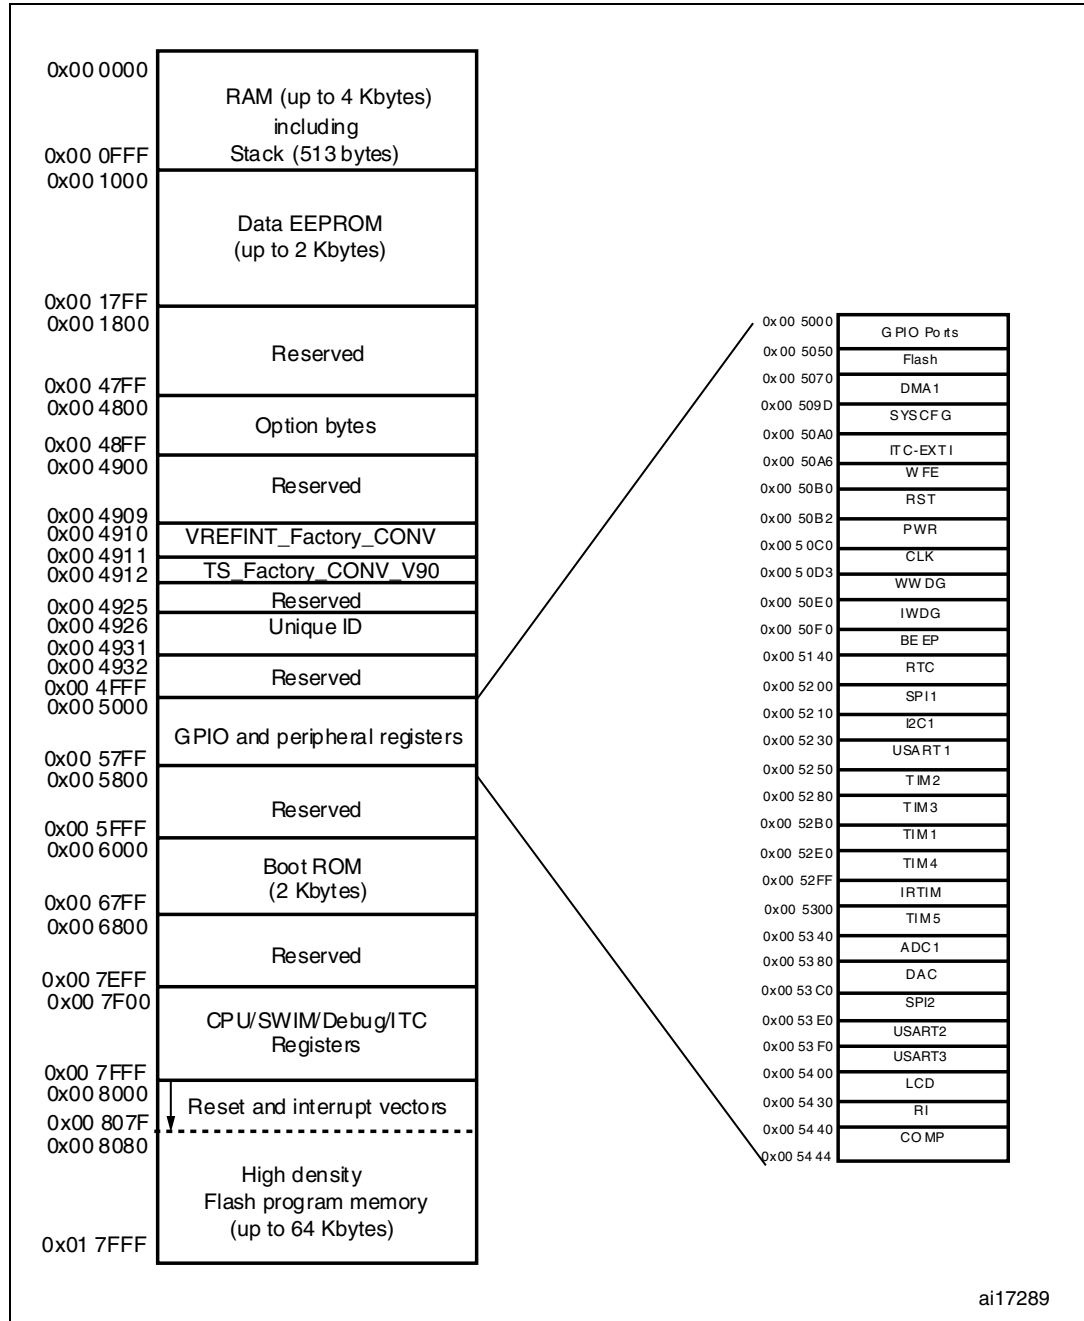 0x00 0000
RAM (up to 4 Kbytes)
including
Stack (513 bytes)
0x00 0FFF
0x00 1000
Data EEPROM
(up to 2 Kbytes)
0x00 17FF
0x00 1800
Reserved
0x00 47FF
0x00 4800
Option bytes
0x00 48FF
0x00 4900
Reserved
0x00 4909
0x00 4910
VREFINT_Factory_CONV
0x00 4911
0x00 4912
TS_Factory_CONV_V90
Reserved
0x00 4925
0x00 4926
Unique ID
0x00 4931
0x00 4932
Reserved
0x00 4FFF
0x00 5000
GPIO and peripheral registers
0x00 57FF
0x00 5800
Reserved
0x00 5FFF
0x00 6000
Boot ROM
(2 Kbytes)
0x00 67FF
0x00 6800
Reserved
0x00 7EFF
0x00 7F00
CPU/SWIM/Debug/ITC
Registers
0x00 7FFF
0x00 8000
Reset and interrupt vectors
0x00 807F
0x00 8080
High density
Flash program memory
(up to 64 Kbytes)
0x01 7FFF
0x00 5000
GPIO Ports
0x00 5050
Flash
0x00 5070
DMA1
0x00 509D
SYSCFG
0x00 50A0
ITC-EXTI
0x00 50A6
WFE
0x00 50B0
RST
0x00 50B2
PWR
0x00 50C0
CLK
0x00 50D3
WWDG
0x00 50E0
IWDG
0x00 50F0
BEEP
0x00 5140
RTC
0x00 5200
SPI1
0x00 5210
I2C1
0x00 5230
USART1
0x00 5250
TIM2
0x00 5280
TIM3
0x00 52B0
TIM1
0x00 52E0
TIM4
0x00 52FF
IRTIM
0x00 5300
TIM5
0x00 5340
ADC1
0x00 5380
DAC
0x00 53C0
SPI2
0x00 53E0
USART2
0x00 53F0
USART3
0x00 5400
LCD
0x00 5430
RI
0x00 5440
COMP
0x00 5444
ai17289